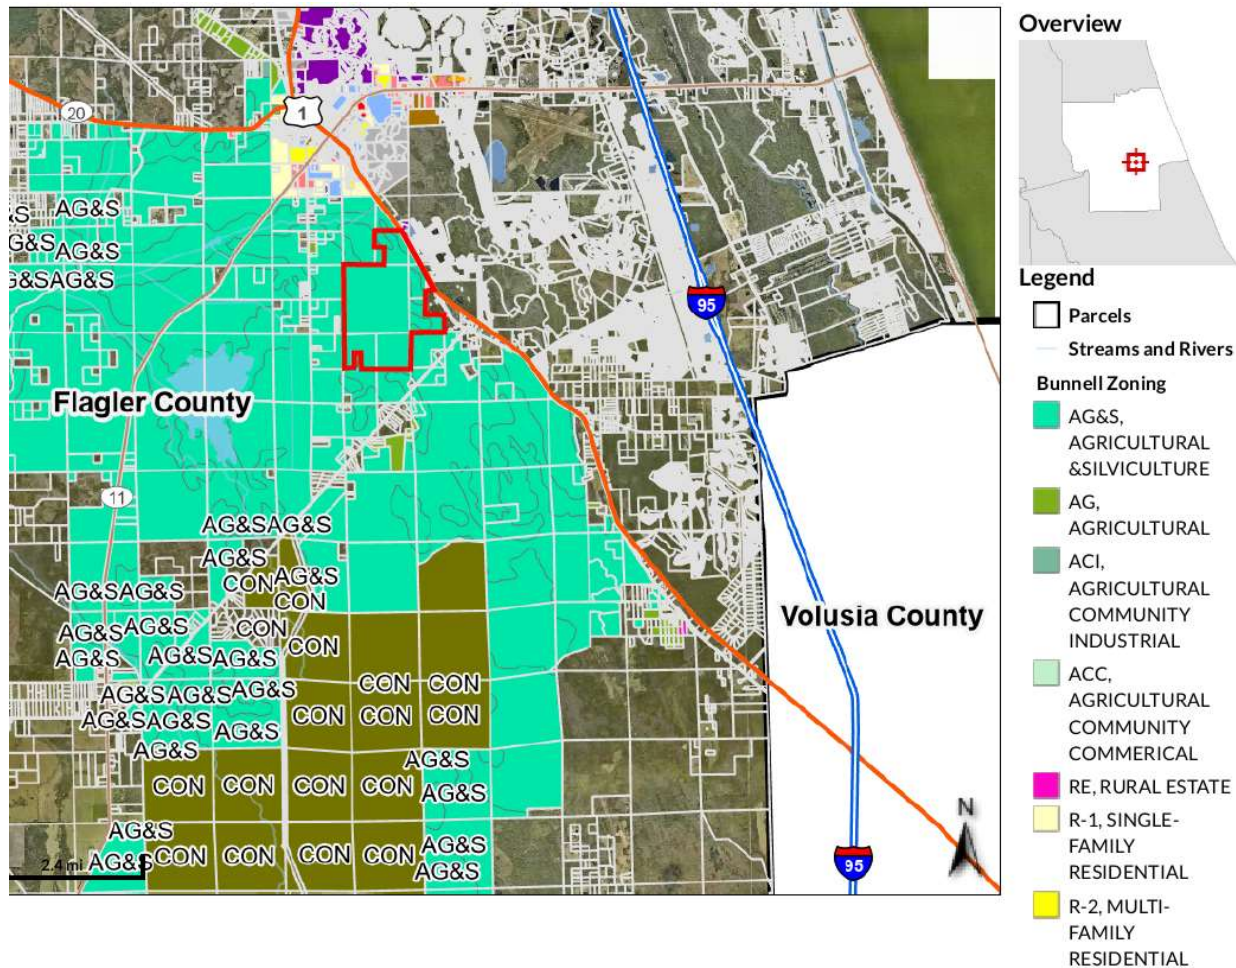 Overview
Legend
Parcels
Streams and Rivers
Bunnell Zoning
AG&S,
AGRICULTURAL
&SILVICULTURE
AG,
AGRICULTURAL
ACI,
AGRICULTURAL
COMMUNITY
INDUSTRIAL
ACC,
AGRICULTURAL
COMMUNITY
COMMERICAL
RE, RURAL ESTATE
R-1, SINGLE-
FAMILY
RESIDENTIAL
R-2, MULTI-
FAMILY
RESIDENTIAL
20
1
AG&S
AG&S
AG&SAG&S
95
Flagler County
11
AG&SAG&S
AG&S
CON AG&S
CON
AG&SAG&S
CON
AG&S AG&S
CON
AG&S
AG&S AG&S
CON CON
AG&SAG&S AG&S
CON CON CON
AG&SAG&S
AG&S
AG&S
AG&S
CON CON CON CON
AG&S
Volusia County
AG&S
AG&S
AG&S CON CON CON CON
AG&S
2.4 mi
N
95